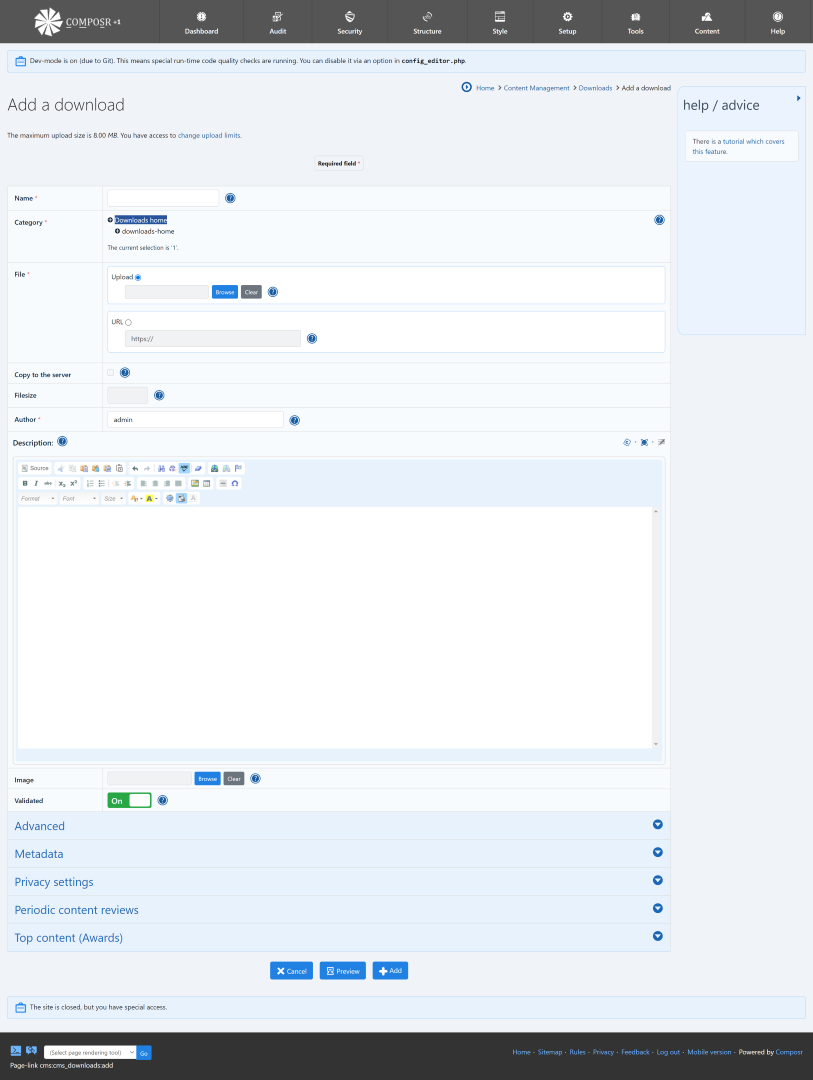 COMPOSR +1
Dashboard
Audit
Security
Structure
Style
Setup
Tools
Content
Help
Dev-mode is on (due to Git). This means special run-time code quality checks are running. You can disable it via an option in config_editor.php.
Home > Content Management > Downloads > Add a download
Add a download
help / advice
There is a tutorial which covers
this feature.
The maximum upload size is 8.00 MB. You have access to change upload limits.
Required field *
Name *
Category *
Downloads home
downloads-home
The current selection is '1'.
File *
Upload
Browse
Clear
URL
https://
Copy to the server
Filesize
Author *
admin
Description:
Source
B I abc x₂ x²
Format
Font
Size
Image
Browse
Clear
Validated
On
Advanced
Metadata
Privacy settings
Periodic content reviews
Top content (Awards)
Cancel
Preview
Add
The site is closed, but you have special access.
(Select page rendering tool)
Go
Home · Sitemap · Rules · Privacy · Feedback · Log out · Mobile version · Powered by Composr
Page-link cms:cms_downloads:add